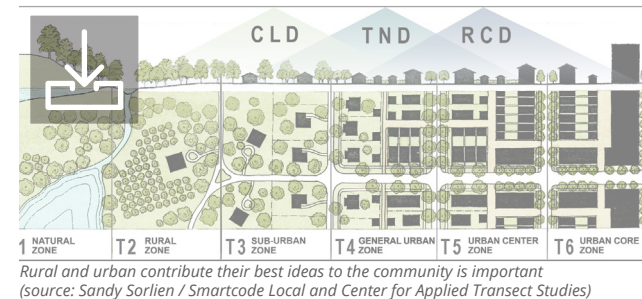 CLD TND RCD
1 NATURAL ZONE T2 RURAL ZONE T3 SUB-URBAN ZONE T4 GENERAL URBAN ZONE T5 URBAN CENTER ZONE T6 URBAN CORE ZONE
Rural and urban contribute their best ideas to the community is important
(source: Sandy Sorlien / Smartcode Local and Center for Applied Transect Studies)